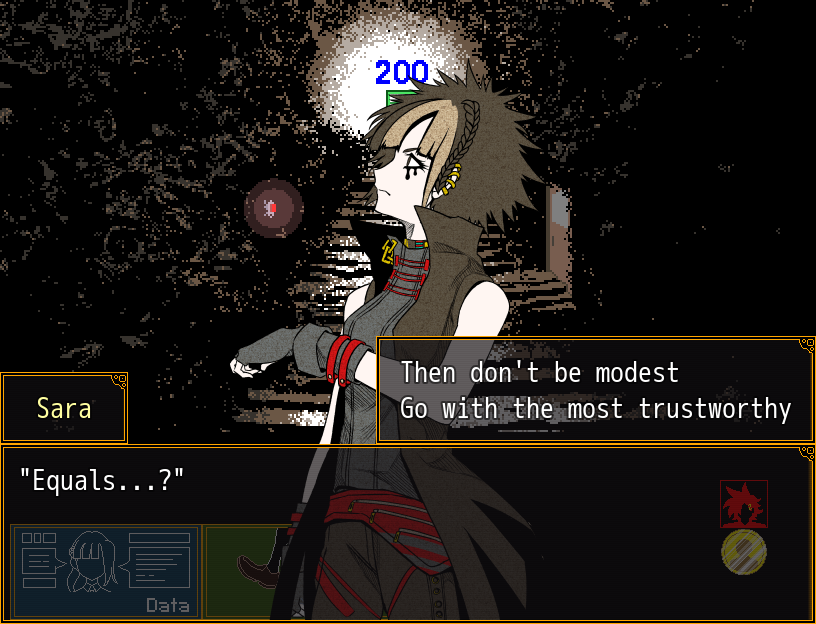 200
Then don't be modest
Go with the most trustworthy
Sara
"Equals...?"
Data